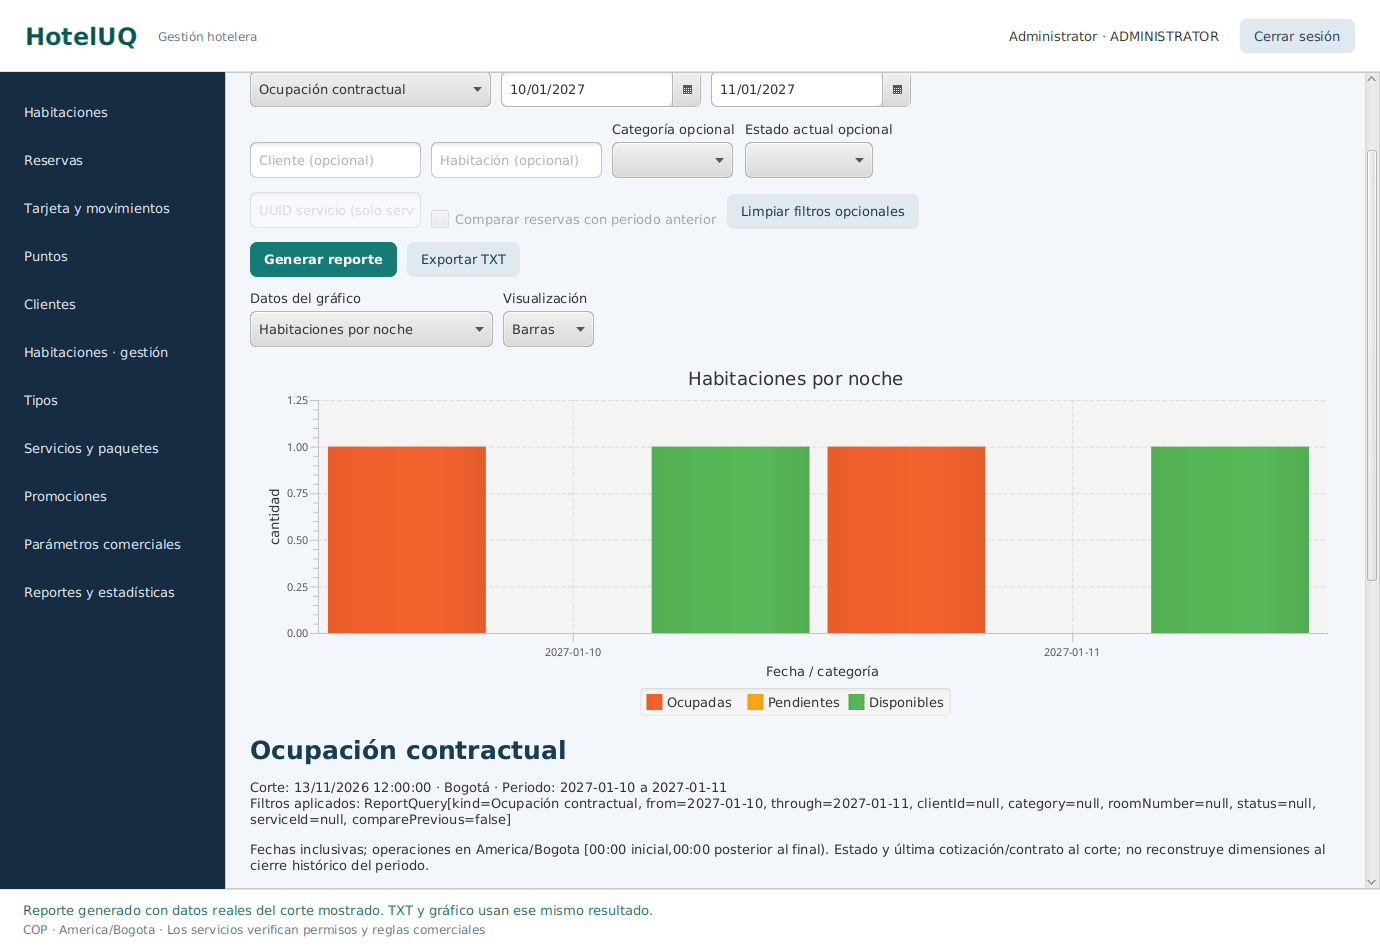 HotelUQ
Gestión hotelera
Administrator · ADMINISTRATOR
Cerrar sesión
Habitaciones
Reservas
Tarjeta y movimientos
Puntos
Clientes
Habitaciones · gestión
Tipos
Servicios y paquetes
Promociones
Parámetros comerciales
Reportes y estadísticas
Ocupación contractual
10/01/2027
11/01/2027
Categoría opcional
Estado actual opcional
Cliente (opcional)
Habitación (opcional)
UUID servicio (solo serv
Comparar reservas con periodo anterior
Limpiar filtros opcionales
Generar reporte
Exportar TXT
Datos del gráfico
Visualización
Habitaciones por noche
Barras
Habitaciones por noche
1.25
1.00
0.75
0.50
0.25
0.00
cantidad
2027-01-10
2027-01-11
Fecha / categoría
Ocupadas
Pendientes
Disponibles
Ocupación contractual
Corte: 13/11/2026 12:00:00 · Bogotá · Periodo: 2027-01-10 a 2027-01-11
Filtros aplicados: ReportQuery[kind=Ocupación contractual, from=2027-01-10, through=2027-01-11, clientId=null, category=null, roomNumber=null, status=null,
serviceId=null, comparePrevious=false]
Fechas inclusivas; operaciones en America/Bogota [00:00 inicial,00:00 posterior al final). Estado y última cotización/contrato al corte; no reconstruye dimensiones al
cierre histórico del periodo.
Reporte generado con datos reales del corte mostrado. TXT y gráfico usan ese mismo resultado.
COP · America/Bogota · Los servicios verifican permisos y reglas comerciales